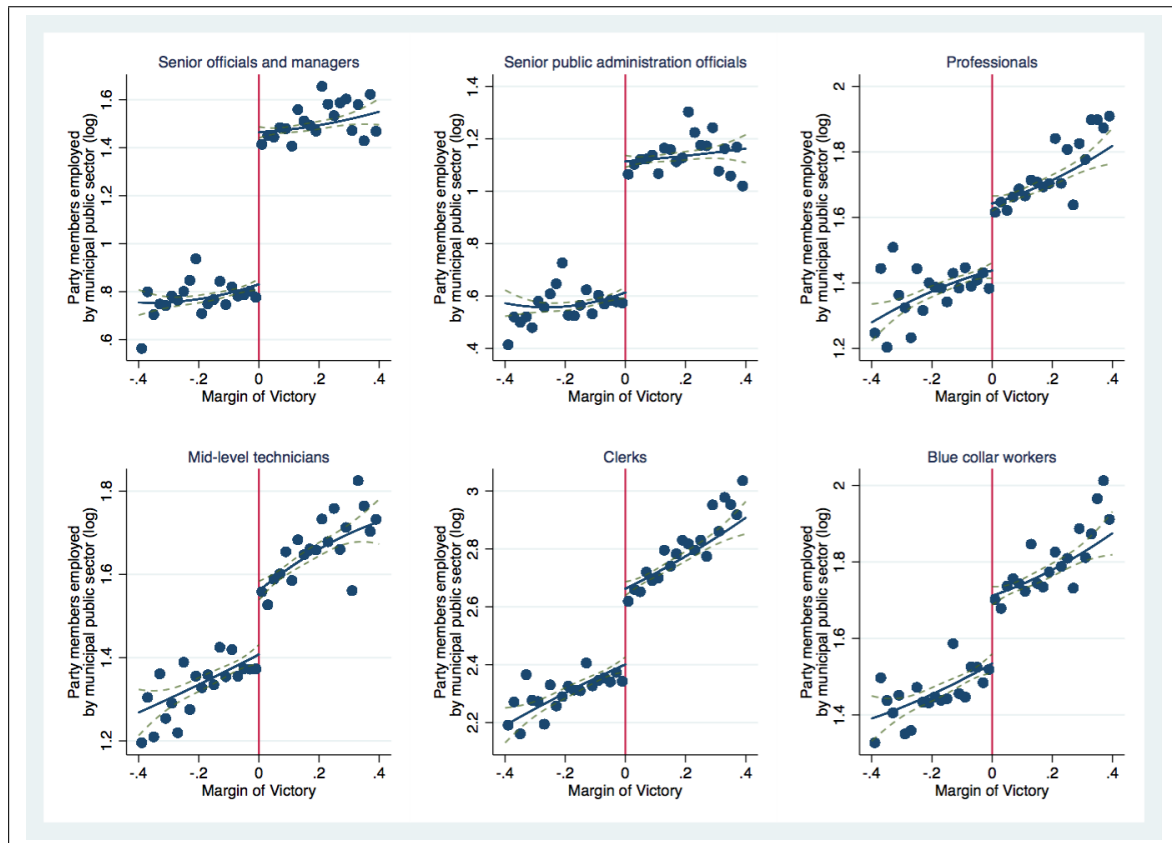 Senior officials and managers
Party members employed
by municipal public sector (log)
1.6
1.4
1.2
1
.8
.6
-.4
-.2
0
.2
.4
Margin of Victory
Senior public administration officials
Party members employed
by municipal public sector (log)
1.4
1.2
1
.8
.6
.4
-.4
-.2
0
.2
.4
Margin of Victory
Professionals
Party members employed
by municipal public sector (log)
2
1.8
1.6
1.4
1.2
-.4
-.2
0
.2
.4
Margin of Victory
Mid-level technicians
Party members employed
by municipal public sector (log)
1.8
1.6
1.4
1.2
-.4
-.2
0
.2
.4
Margin of Victory
Clerks
Party members employed
by municipal public sector (log)
3
2.8
2.6
2.4
2.2
-.4
-.2
0
.2
.4
Margin of Victory
Blue collar workers
Party members employed
by municipal public sector (log)
2
1.8
1.6
1.4
-.4
-.2
0
.2
.4
Margin of Victory